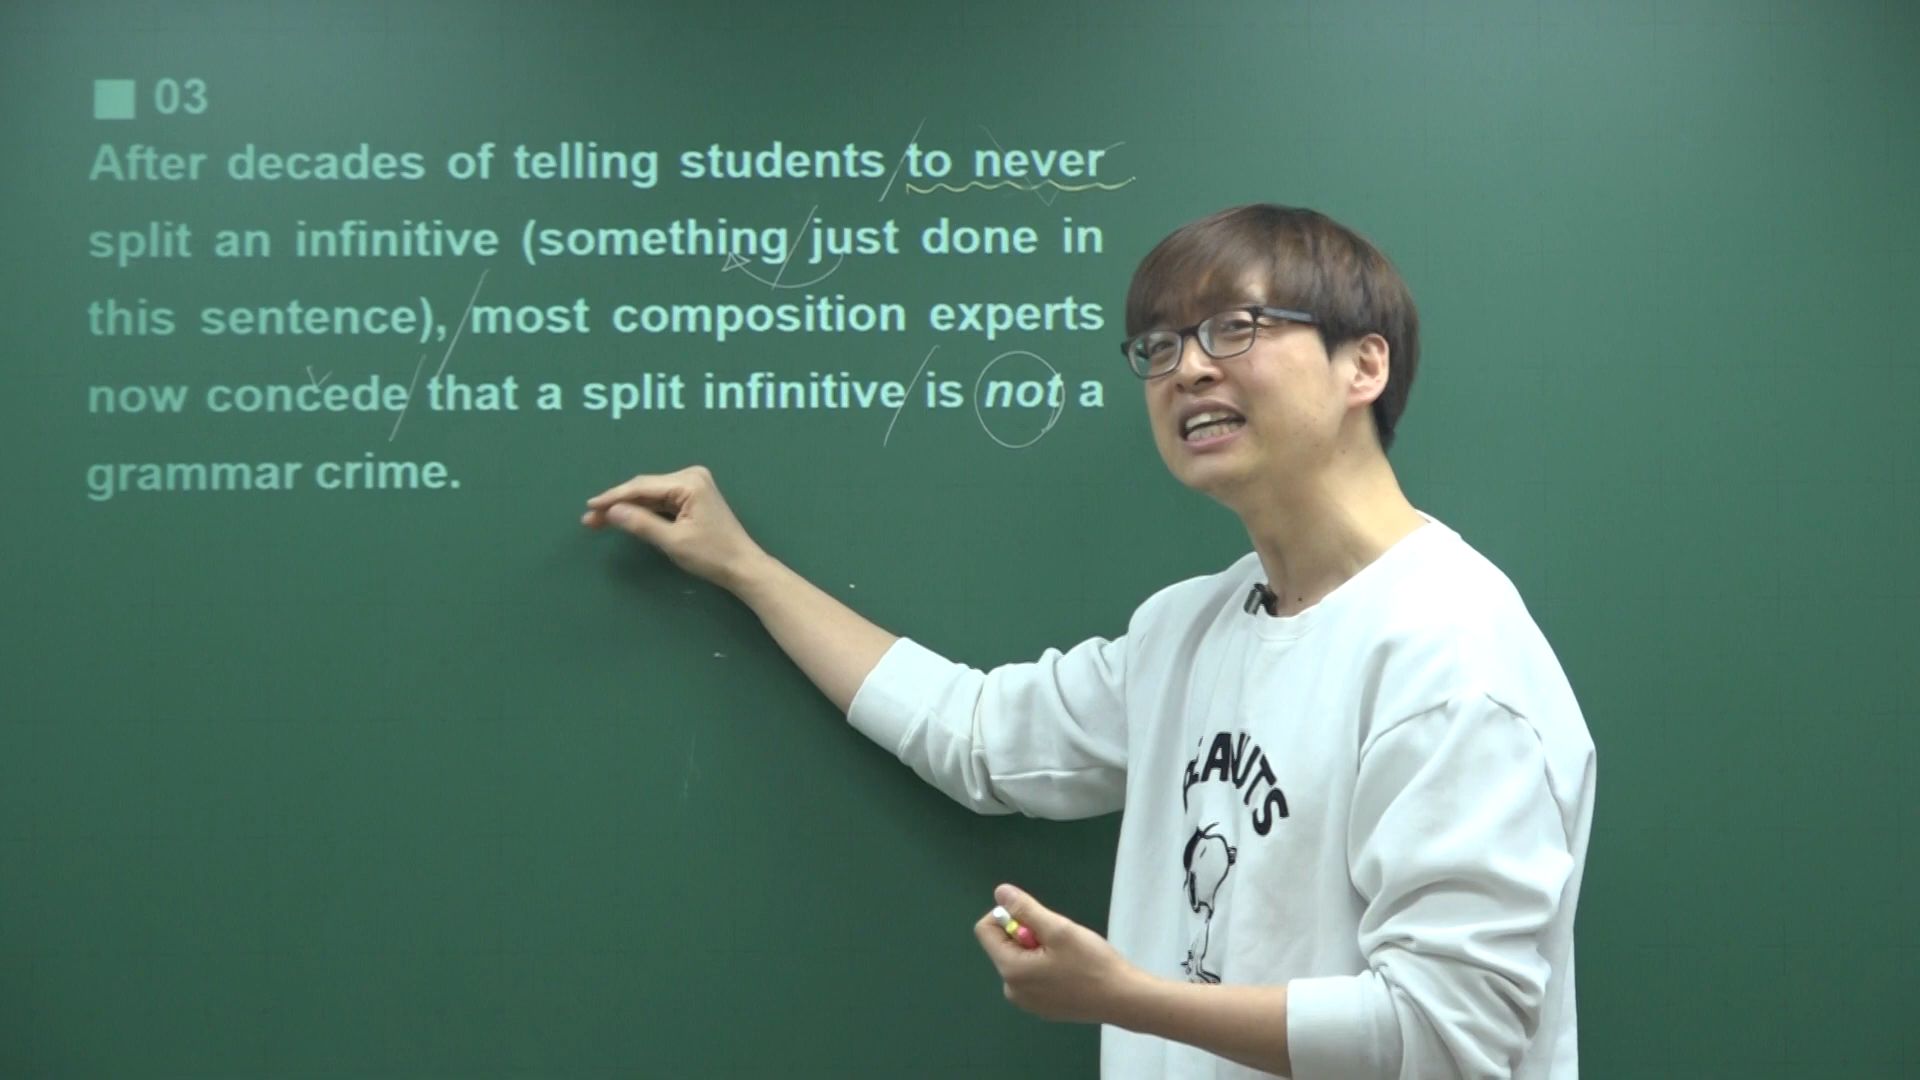 ■ 03
After decades of telling students to never
split an infinitive (something just done in
this sentence), most composition experts
now concede that a split infinitive is not a
grammar crime.
PEANUTS